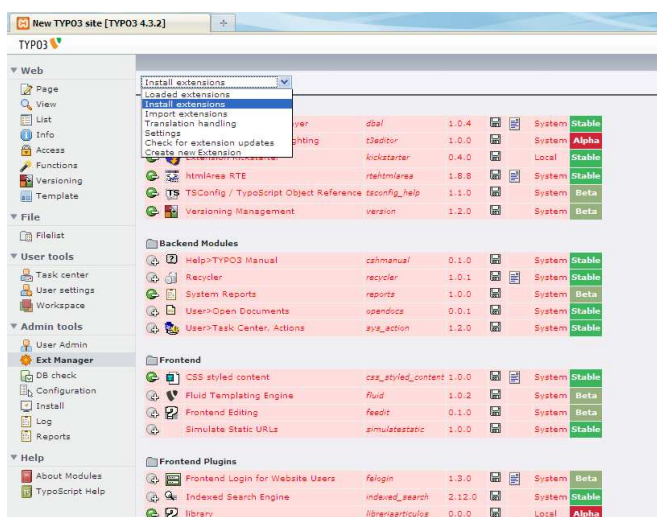 New TYPO3 site [TYPO3 4.3.2]
TYPO3
Web
Page
View
List
Info
Access
Functions
Versioning
Template
File
Filelist
User tools
Task center
User settings
Workspace
Admin tools
User Admin
Ext Manager
DB check
Configuration
Install
Log
Reports
Help
About Modules
TypoScript Help
Install extensions
Loaded extensions
Install extensions
Import extensions
Translation handling
Settings
Check for extension updates
Create new Extension
yer dbal 1.0.4 System Stable
ghting t3editor 1.0.0 System Alpha
Extension Kickstarter kickstarter 0.4.0 Local Stable
htmlArea RTE rtehtmlarea 1.8.8 System Stable
TS TSConfig / TypoScript Object Reference tsconfig_help 1.1.0 System Beta
Versioning Management version 1.2.0 System Beta
Backend Modules
Help>TYPO3 Manual cshmanual 0.1.0 System Stable
Recycler recycler 1.0.1 System Stable
System Reports reports 1.0.0 System Beta
User>Open Documents opendocs 0.0.1 System Stable
User>Task Center, Actions sys_action 1.2.0 System Stable
Frontend
CSS styled content css_styled_content 1.0.0 System Stable
Fluid Templating Engine fluid 1.0.2 System Beta
Frontend Editing feedit 0.1.0 System Beta
Simulate Static URLs simulatestatic 1.0.0 System Stable
Frontend Plugins
Frontend Login for Website Users felogin 1.3.0 System Beta
Indexed Search Engine indexed_search 2.12.0 System Stable
library libreriaarticulos 0.0.0 Local Alpha